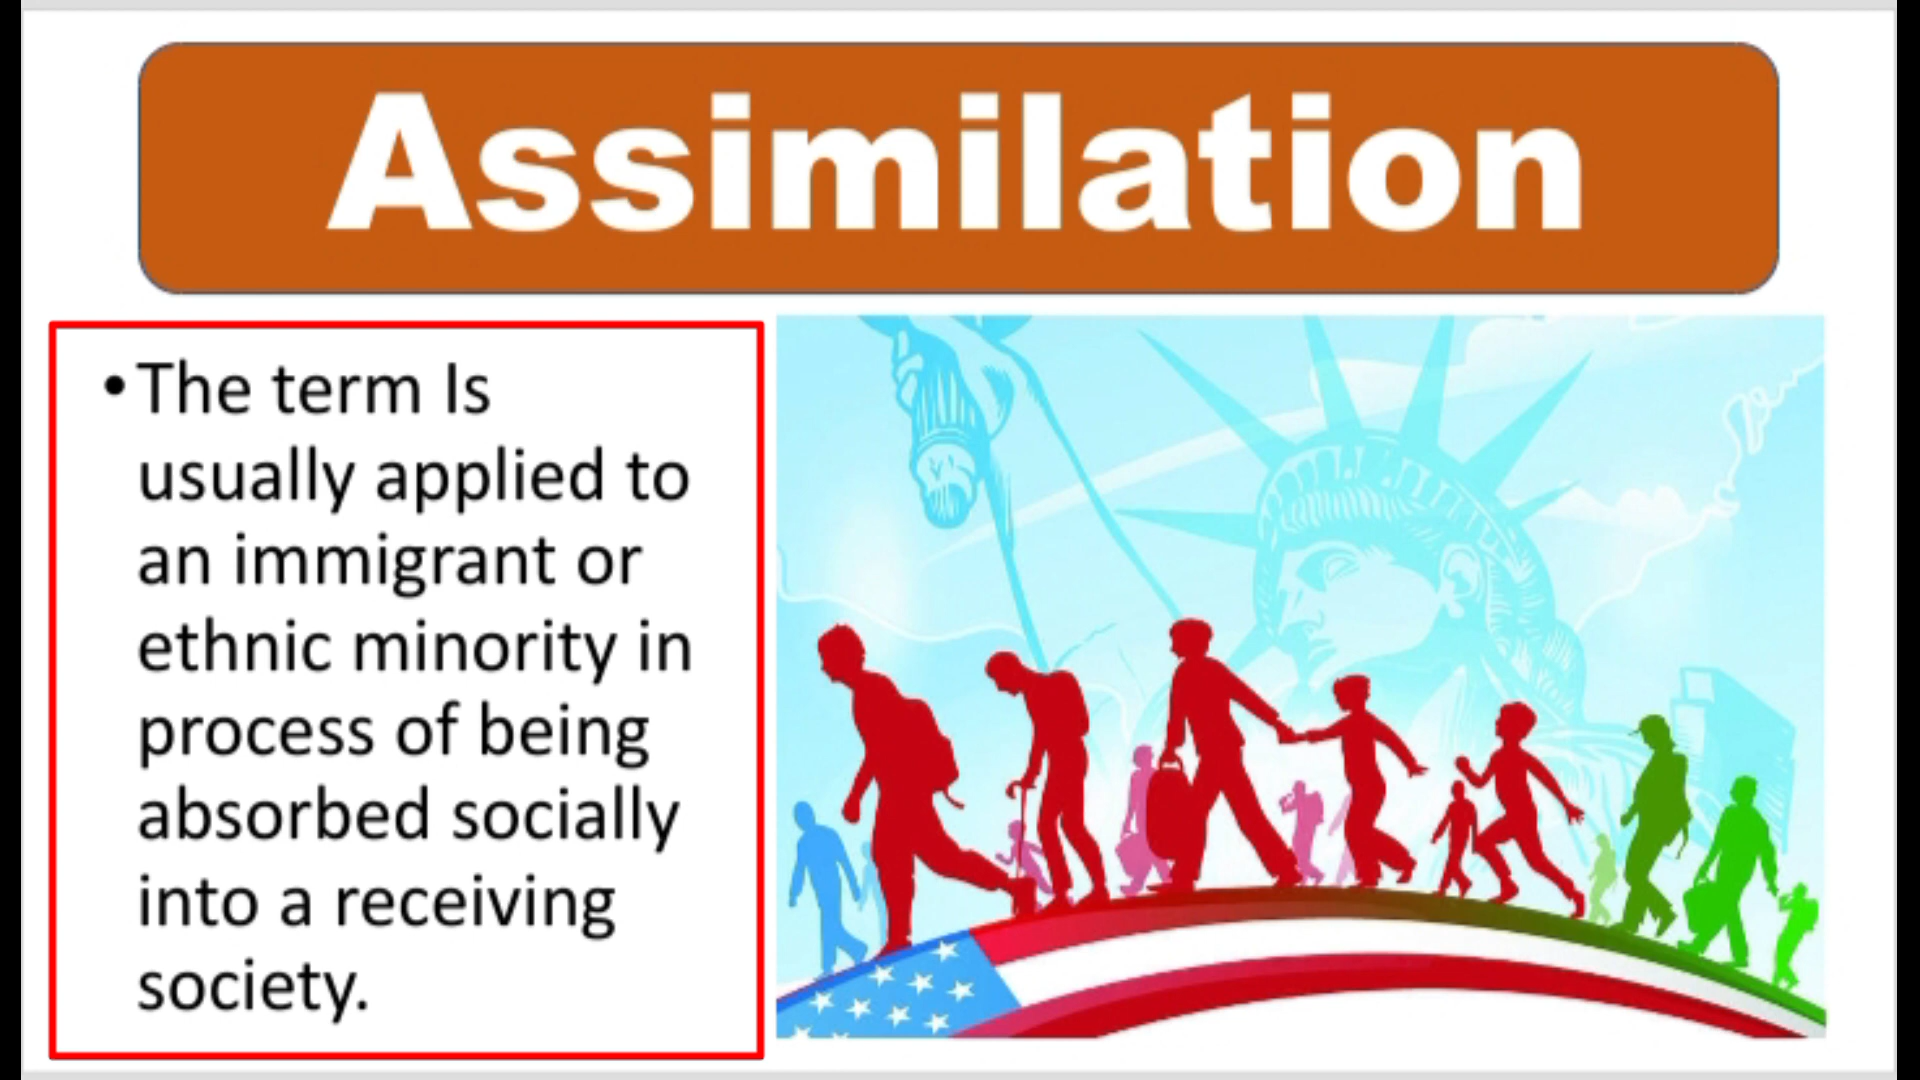 Assimilation
• The term Is
usually applied to
an immigrant or
ethnic minority in
process of being
absorbed socially
into a receiving
society.